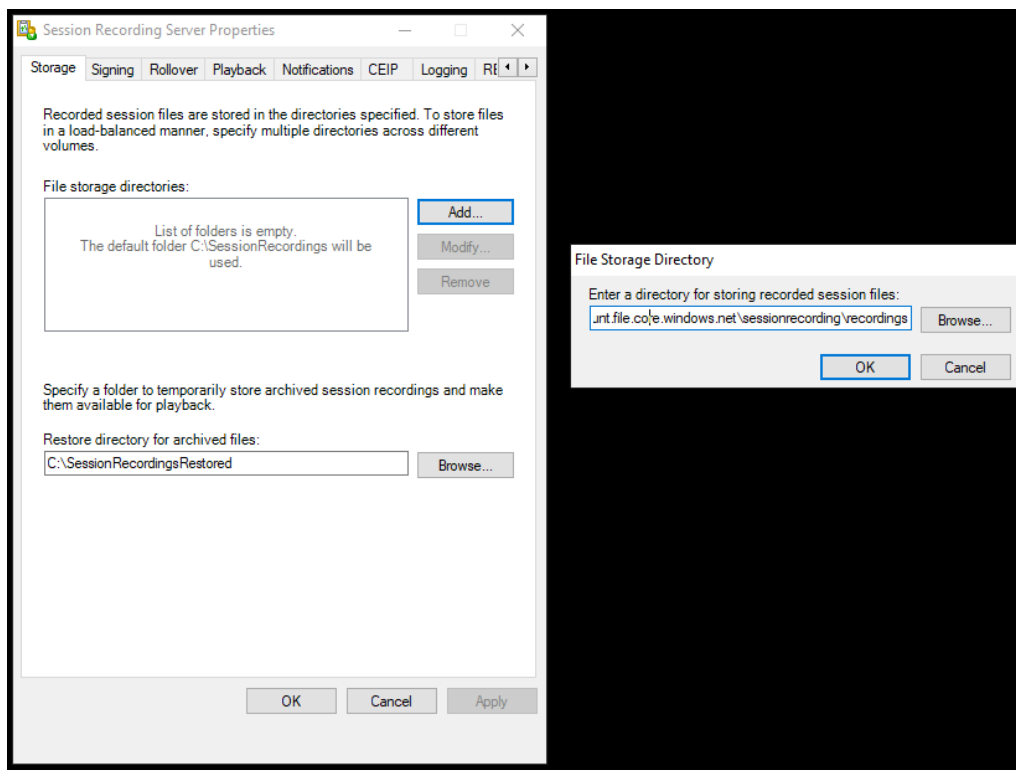 Session Recording Server Properties
Storage Signing Rollover Playback Notifications CEIP Logging
Recorded session files are stored in the directories specified. To store files
in a load-balanced manner, specify multiple directories across different
volumes.
File storage directories:
List of folders is empty.
The default folder C:\SessionRecordings will be
used.
Add...
Modify...
Remove
Specify a folder to temporarily store archived session recordings and make
them available for playback.
Restore directory for archived files:
C:\SessionRecordingsRestored
Browse...
OK Cancel Apply
File Storage Directory
Enter a directory for storing recorded session files:
unt.file.core.windows.net\sessionrecording\recordings
Browse...
OK Cancel